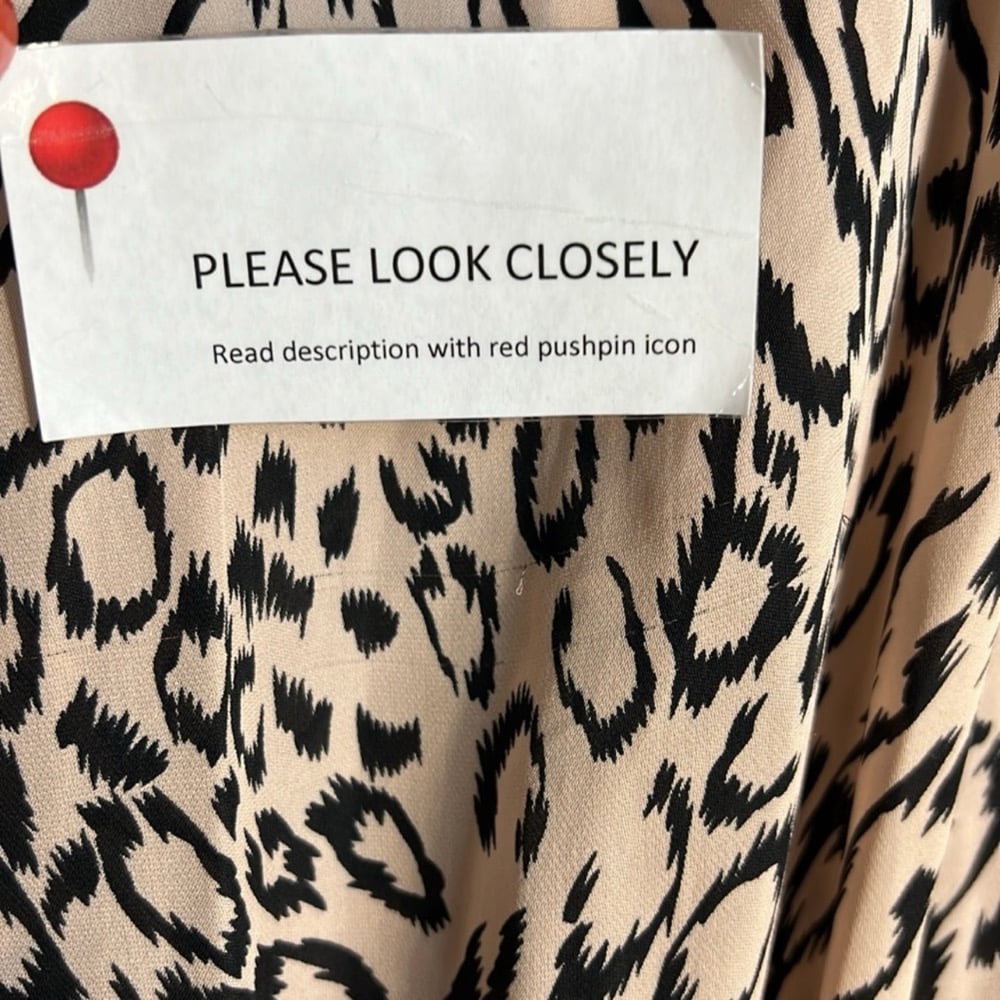 PLEASE LOOK CLOSELY
Read description with red pushpin icon